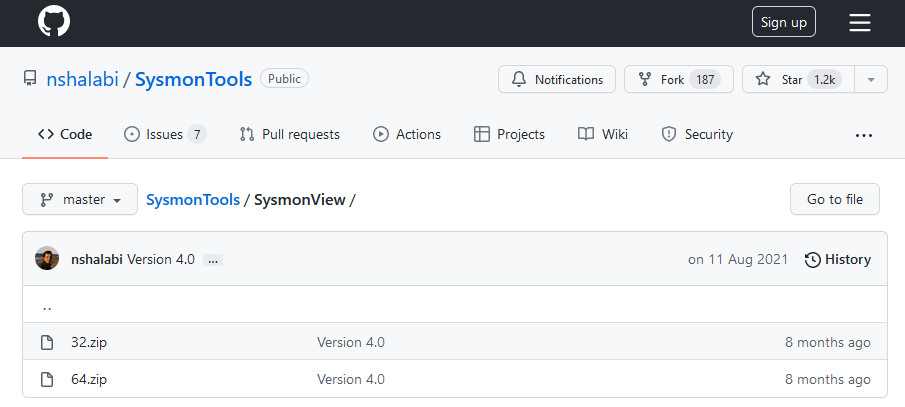 Sign up
nshalabi / SysmonTools Public Notifications Fork 187 Star 1.2k
Code Issues 7 Pull requests Actions Projects Wiki Security ...
master SysmonTools / SysmonView / Go to file
nshalabi Version 4.0 ... on 11 Aug 2021 History
..
32.zip Version 4.0 8 months ago
64.zip Version 4.0 8 months ago